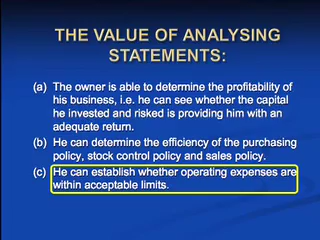 THE VALUE OF ANALYSING
STATEMENTS:
(a) The owner is able to determine the profitability of
his business, i.e. he can see whether the capital
he invested and risked is providing him with an
adequate return.
(b) He can determine the efficiency of the purchasing
policy, stock control policy and sales policy.
(c) He can establish whether operating expenses are
within acceptable limits.